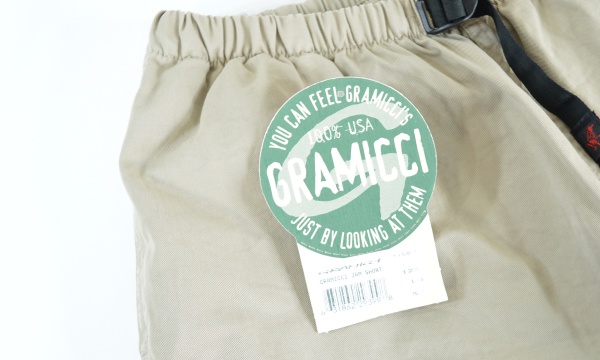 YOU CAN FEEL GRAMICCI'S
100% USA
GRAMICCI
JUST BY LOOKING AT THEM
GRAMICCI JAM SHORT